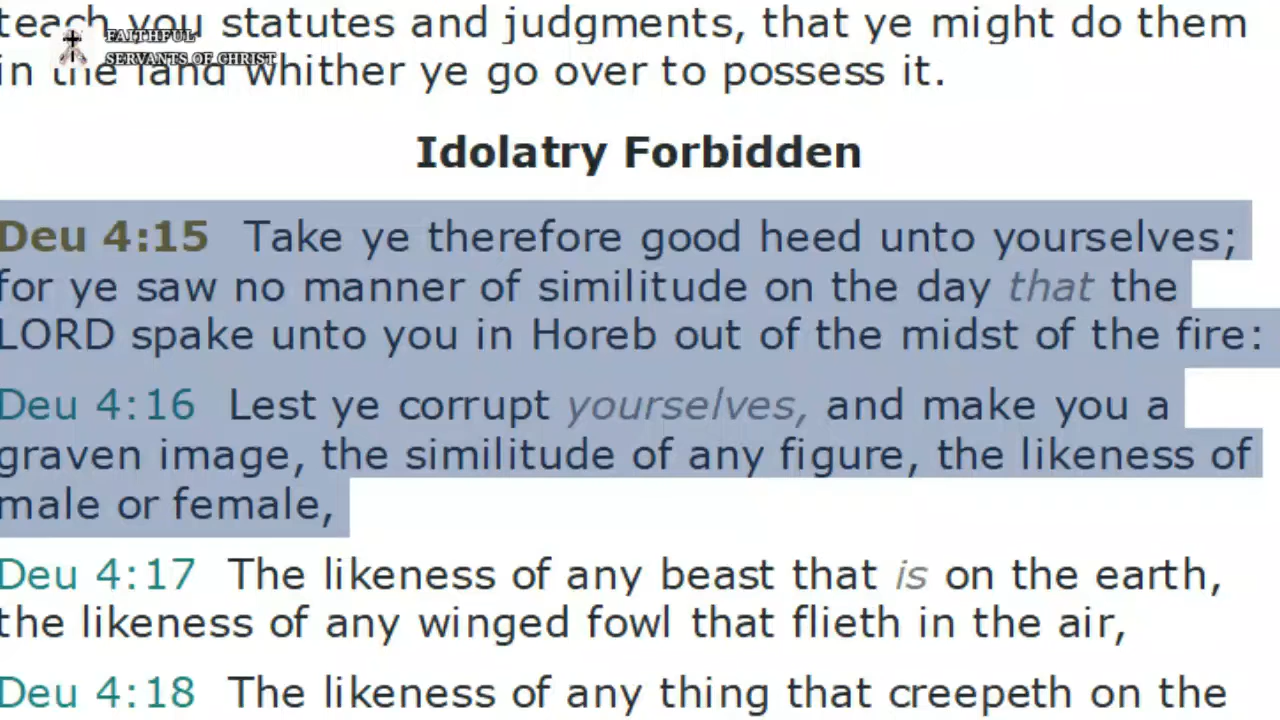 teach you statutes and judgments, that ye might do them
FAITHFUL
SERVANTS OF CHRIST
in the land whither ye go over to possess it.
Idolatry Forbidden
Deu 4:15 Take ye therefore good heed unto yourselves;
for ye saw no manner of similitude on the day that the
LORD spake unto you in Horeb out of the midst of the fire:
Deu 4:16 Lest ye corrupt yourselves, and make you a
graven image, the similitude of any figure, the likeness of
male or female,
Deu 4:17 The likeness of any beast that is on the earth,
the likeness of any winged fowl that flieth in the air,
Deu 4:18 The likeness of any thing that creepeth on the